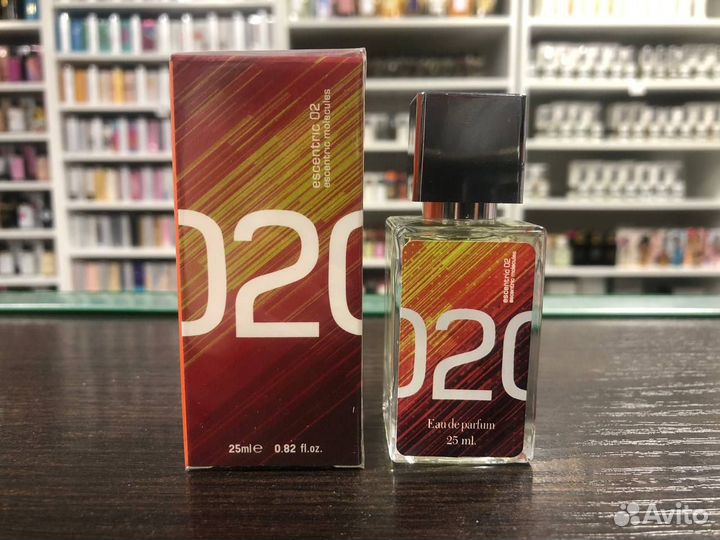 escentric 02
escentric molecules
020
25ml e 0.82 fl.oz.
escentric 02
escentric molecules
020
Eau de parfum
25 ml.
Avito